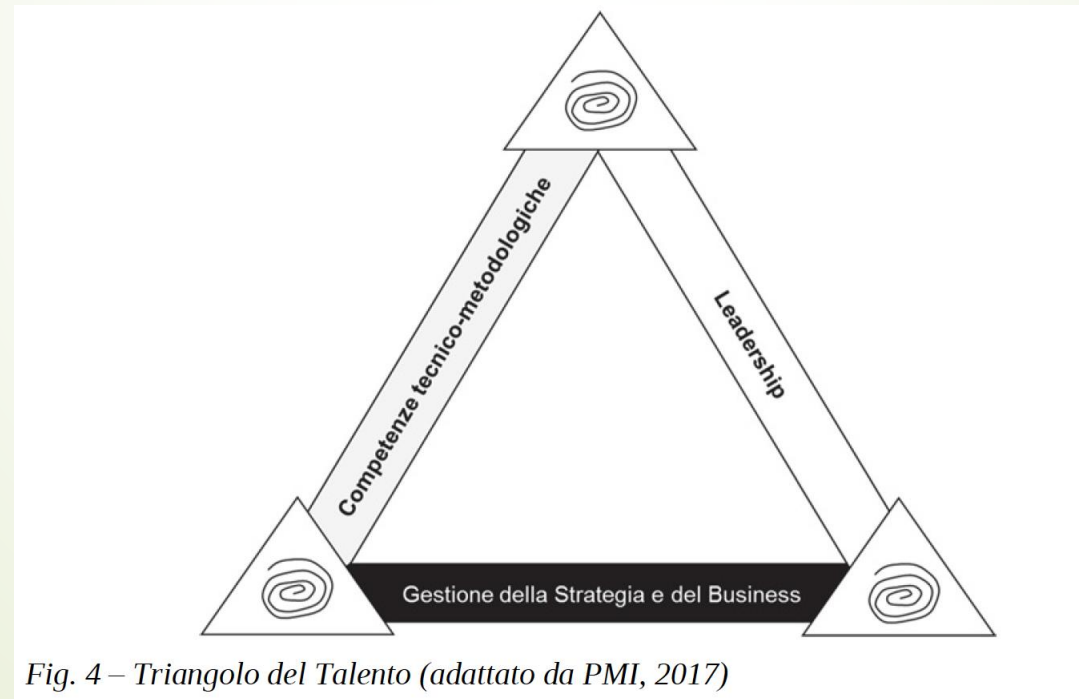 Competenze tecnico-metodologiche
Leadership
Gestione della Strategia e del Business
Fig. 4 – Triangolo del Talento (adattato da PMI, 2017)